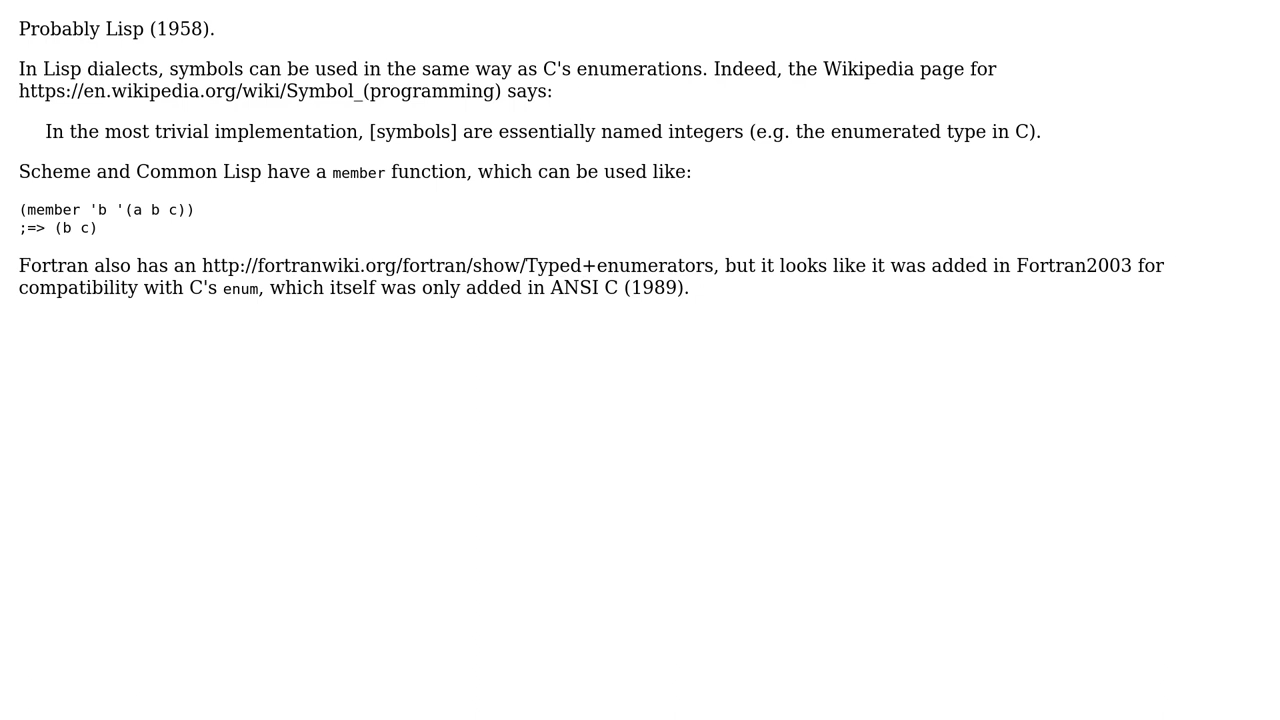 Probably Lisp (1958).
In Lisp dialects, symbols can be used in the same way as C's enumerations. Indeed, the Wikipedia page for
https://en.wikipedia.org/wiki/Symbol_(programming) says:
In the most trivial implementation, [symbols] are essentially named integers (e.g. the enumerated type in C).
Scheme and Common Lisp have a member function, which can be used like:
(member 'b '(a b c))
;=> (b c)
Fortran also has an http://fortranwiki.org/fortran/show/Typed+enumerators, but it looks like it was added in Fortran2003 for
compatibility with C's enum, which itself was only added in ANSI C (1989).